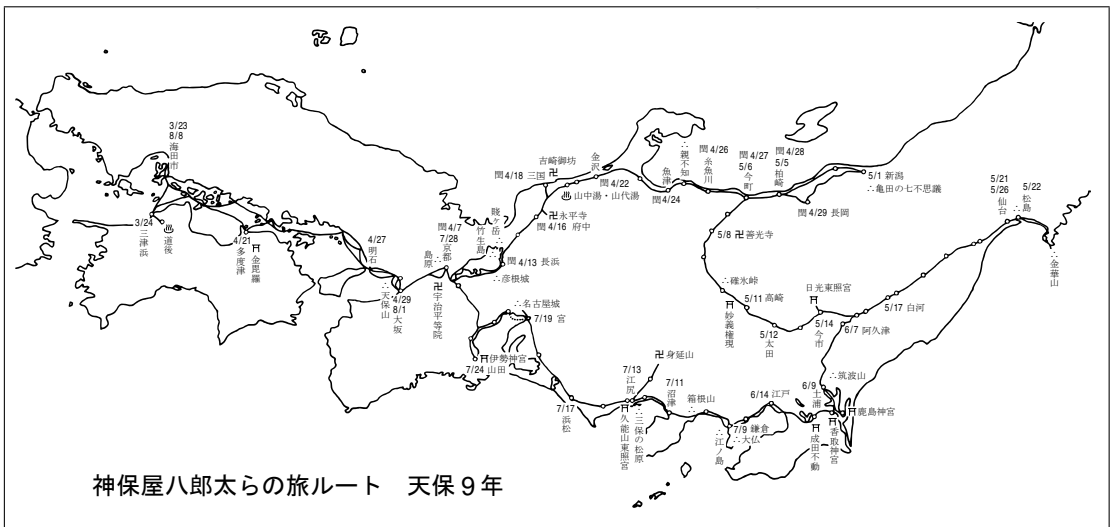 3/23
8/8
海田市
3/24
三津浜
道後
4/21
多度津
金毘羅
4/27
明石
天保山
4/29
8/1
大坂
島原
閏4/7
7/28
京都
宇治平等院
竹生島
賤ヶ岳
閏4/13 長浜
彦根城
閏4/16 府中
永平寺
閏4/18 三国
吉崎御坊
山中湯・山代湯
金沢
閏4/22
魚津
閏4/24
親不知
閏4/26
糸魚川
閏4/27
5/6
今町
閏4/28
5/5
柏崎
閏4/29 長岡
5/1 新潟
亀田の七不思議
5/8 善光寺
碓氷峠
妙義権現
5/11 高崎
5/12
太田
日光東照宮
5/14
今市
6/7 阿久津
5/17 白河
5/21
5/26
仙台
5/22
松島
金華山
筑波山
6/9
土浦
鹿島神宮
香取神宮
成田不動
6/14 江戸
7/9 鎌倉
大仏
江ノ島
箱根山
7/11
沼津
身延山
7/13
江尻
三保の松原
久能山東照宮
7/17
浜松
名古屋城
7/19 宮
伊勢神宮
7/24 山田
神保屋八郎太らの旅ルート 天保9年